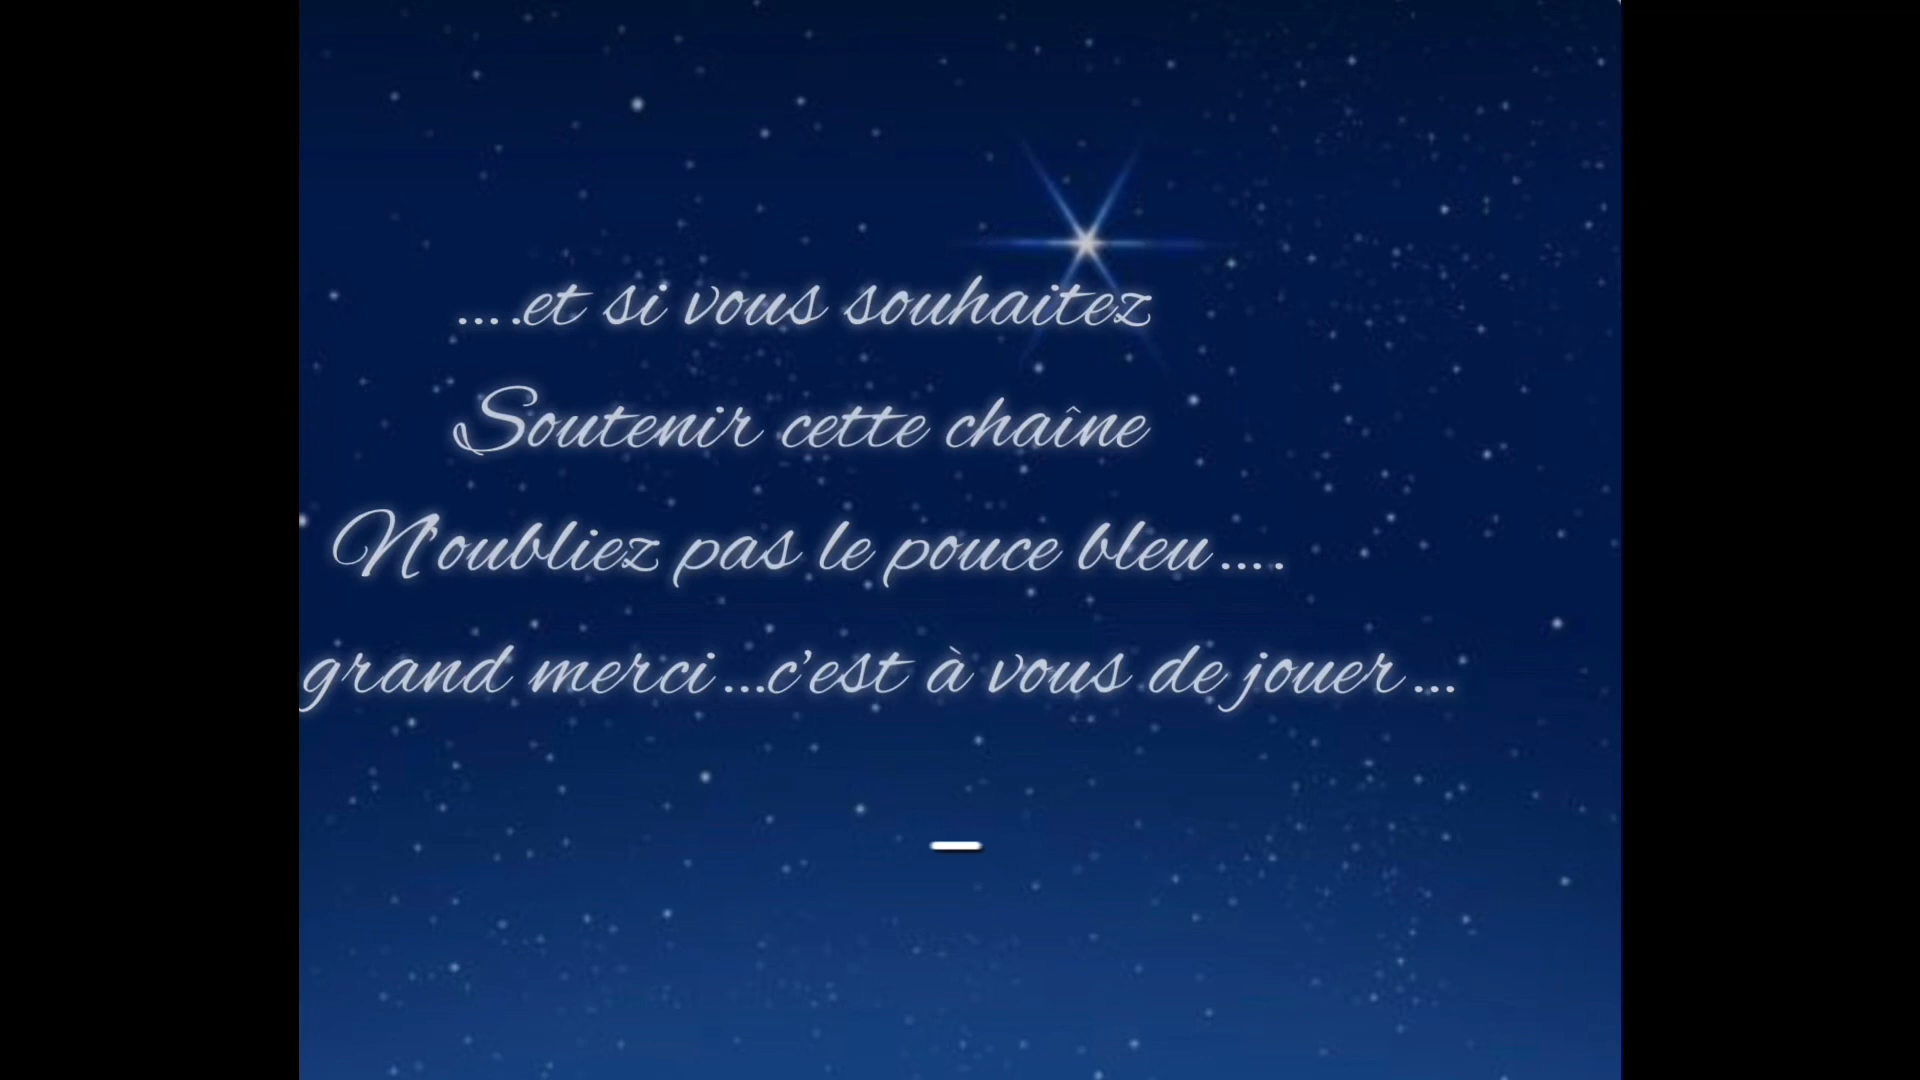 ....et si vous souhaitez
Soutenir cette chaîne
N'oubliez pas le pouce bleu....
grand merci...c'est à vous de jouer...